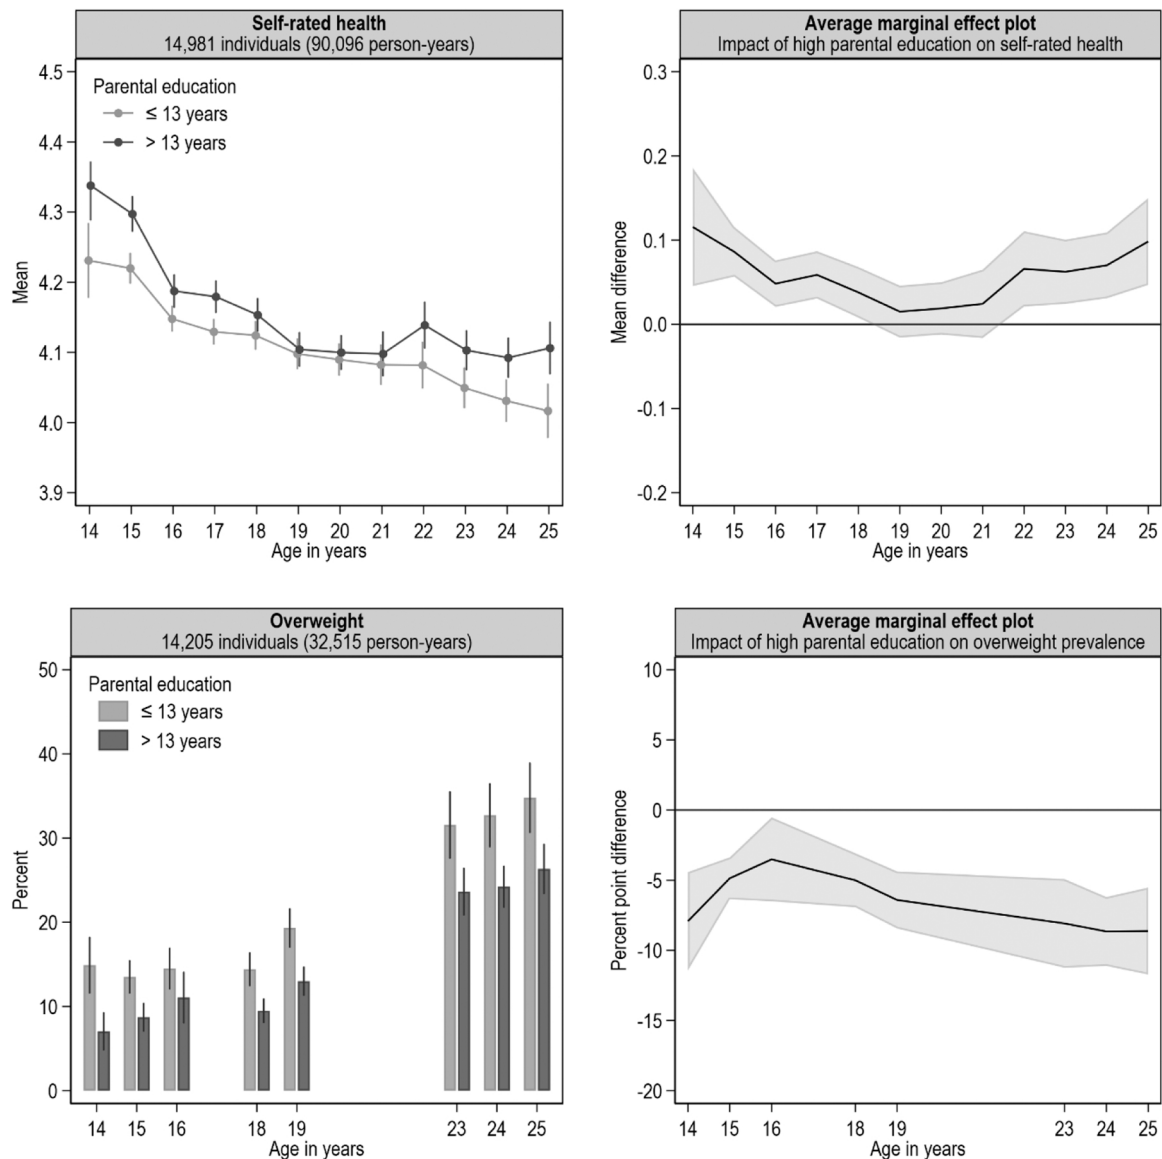 Self-rated health
14,981 individuals (90,096 person-years)
Parental education
≤ 13 years
> 13 years
Mean
4.5
4.4
4.3
4.2
4.1
4.0
3.9
14 15 16 17 18 19 20 21 22 23 24 25
Age in years
Average marginal effect plot
Impact of high parental education on self-rated health
Mean difference
0.3
0.2
0.1
0.0
-0.1
-0.2
14 15 16 17 18 19 20 21 22 23 24 25
Age in years
Overweight
14,205 individuals (32,515 person-years)
Parental education
≤ 13 years
> 13 years
Percent
50
40
30
20
10
0
14 15 16 18 19 23 24 25
Age in years
Average marginal effect plot
Impact of high parental education on overweight prevalence
Percent point difference
10
5
0
-5
-10
-15
-20
14 15 16 18 19 23 24 25
Age in years